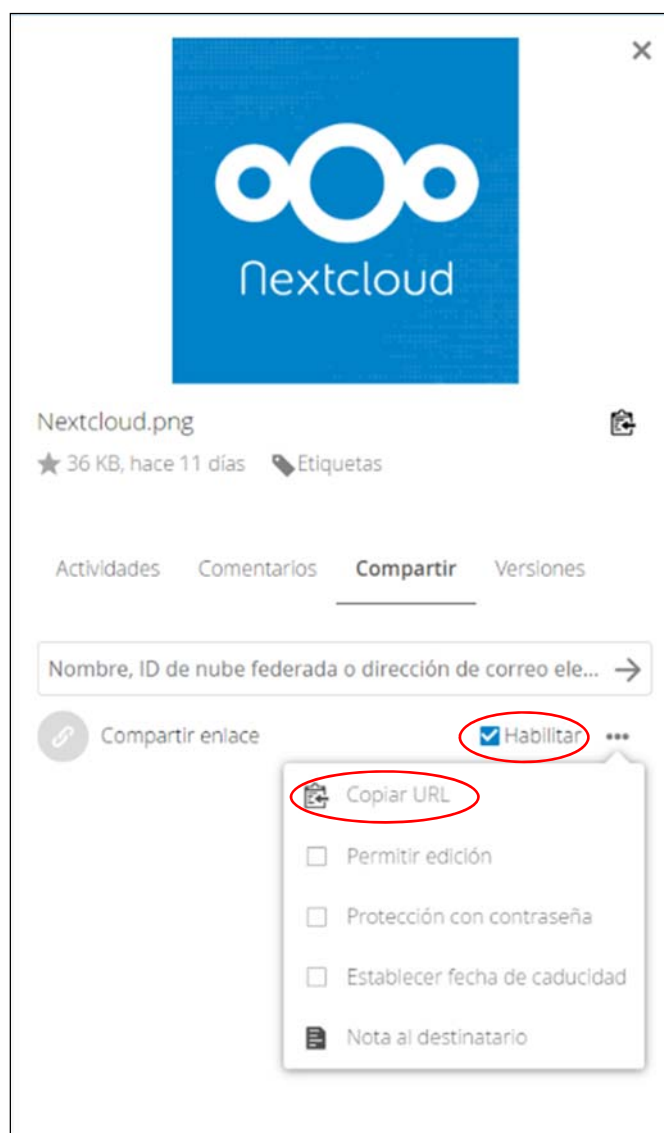 Nextcloud
Nextcloud.png
36 KB, hace 11 días Etiquetas
Actividades Comentarios Compartir Versiones
Nombre, ID de nube federada o dirección de correo ele...
Compartir enlace Habilitar
Copiar URL
Permitir edición
Protección con contraseña
Establecer fecha de caducidad
Nota al destinatario